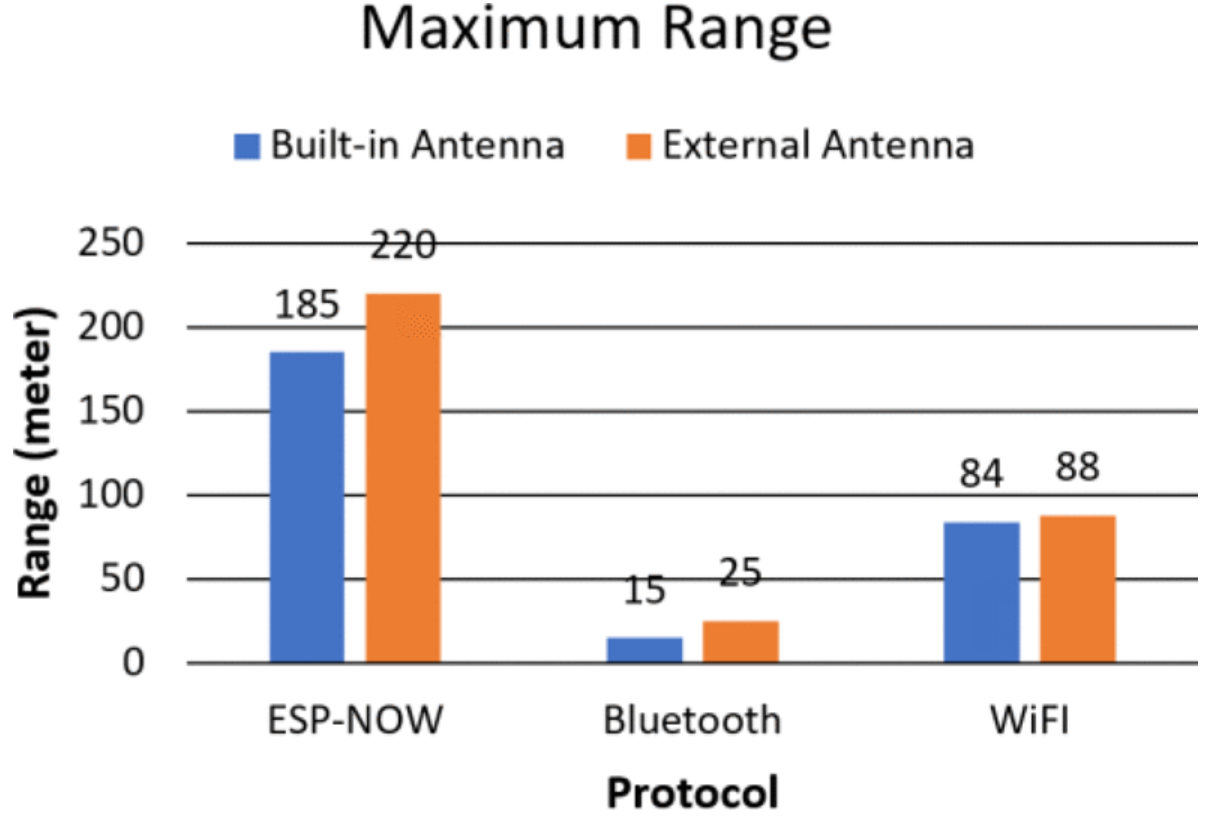 Maximum Range
Built-in Antenna External Antenna
250
220
185
200
150
100
84 88
50
15 25
0
ESP-NOW Bluetooth WiFI
Protocol
Range (meter)